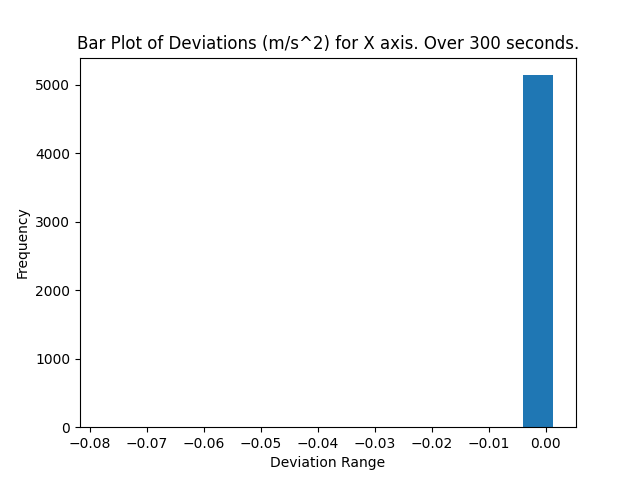 Bar Plot of Deviations (m/s^2) for X axis. Over 300 seconds.
5000
4000
3000
2000
1000
0
Frequency
−0.08 −0.07 −0.06 −0.05 −0.04 −0.03 −0.02 −0.01 0.00
Deviation Range